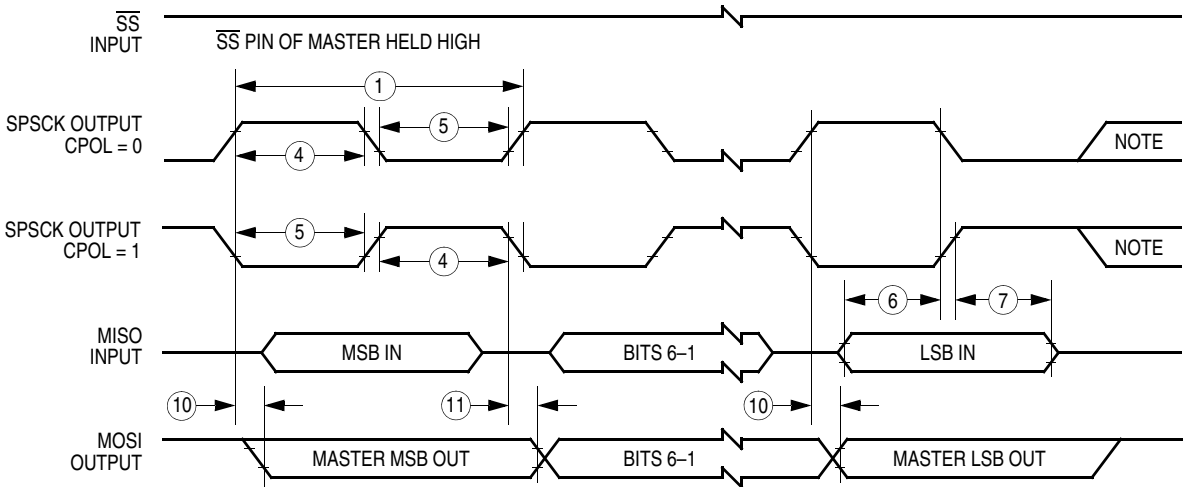 SS
INPUT
SS PIN OF MASTER HELD HIGH
1
SPSCK OUTPUT
CPOL = 0
5
4
NOTE
SPSCK OUTPUT
CPOL = 1
5
4
NOTE
6
7
MISO
INPUT
MSB IN
BITS 6–1
LSB IN
10
11
10
MOSI
OUTPUT
MASTER MSB OUT
BITS 6–1
MASTER LSB OUT